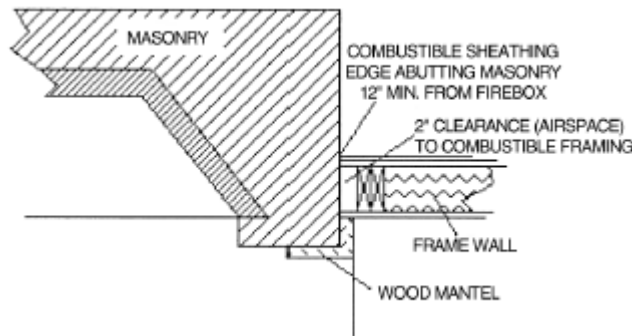 MASONRY
COMBUSTIBLE SHEATHING
EDGE ABUTTING MASONRY
12" MIN. FROM FIREBOX
2" CLEARANCE (AIRSPACE)
TO COMBUSTIBLE FRAMING
FRAME WALL
WOOD MANTEL